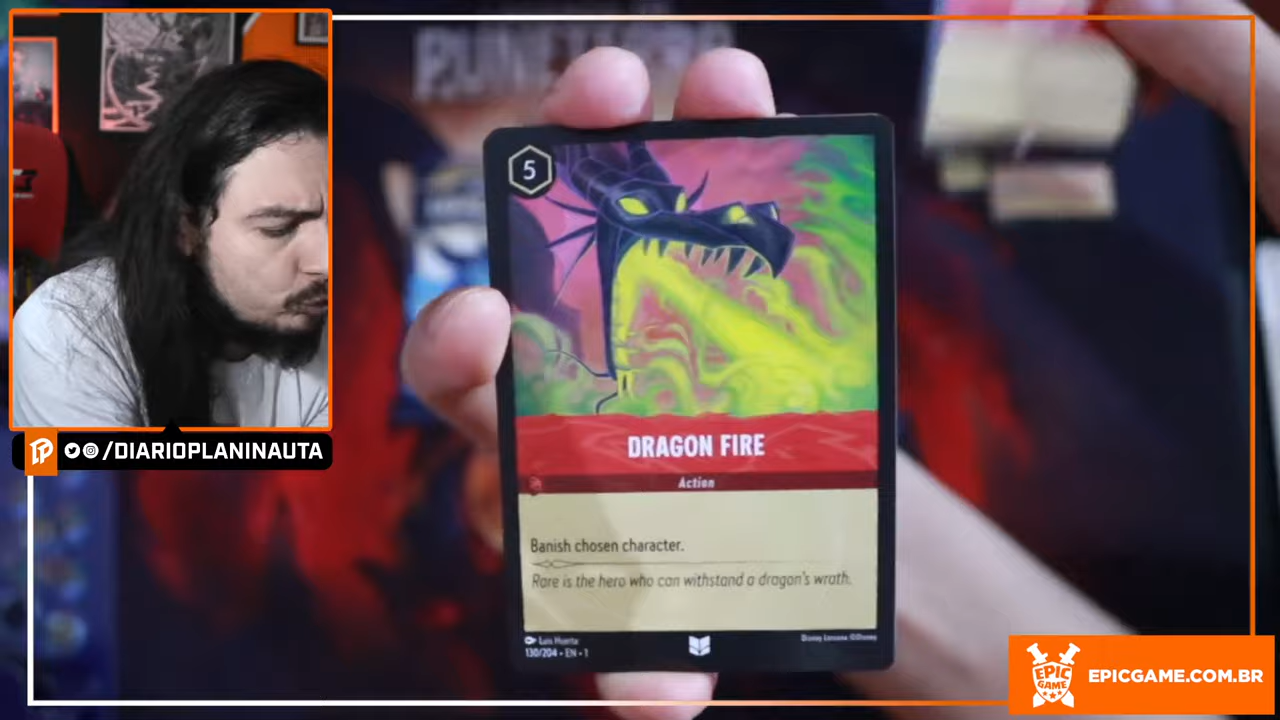 RUNETERRA
5
DRAGON FIRE
Action
Banish chosen character.
Rare is the hero who can withstand a dragon's wrath.
Luis Huerta
130/204 • EN • 1
Disney Lorcana ©Disney
/DIARIOPLANINAUTA
EPIC
GAME
EPICGAME.COM.BR